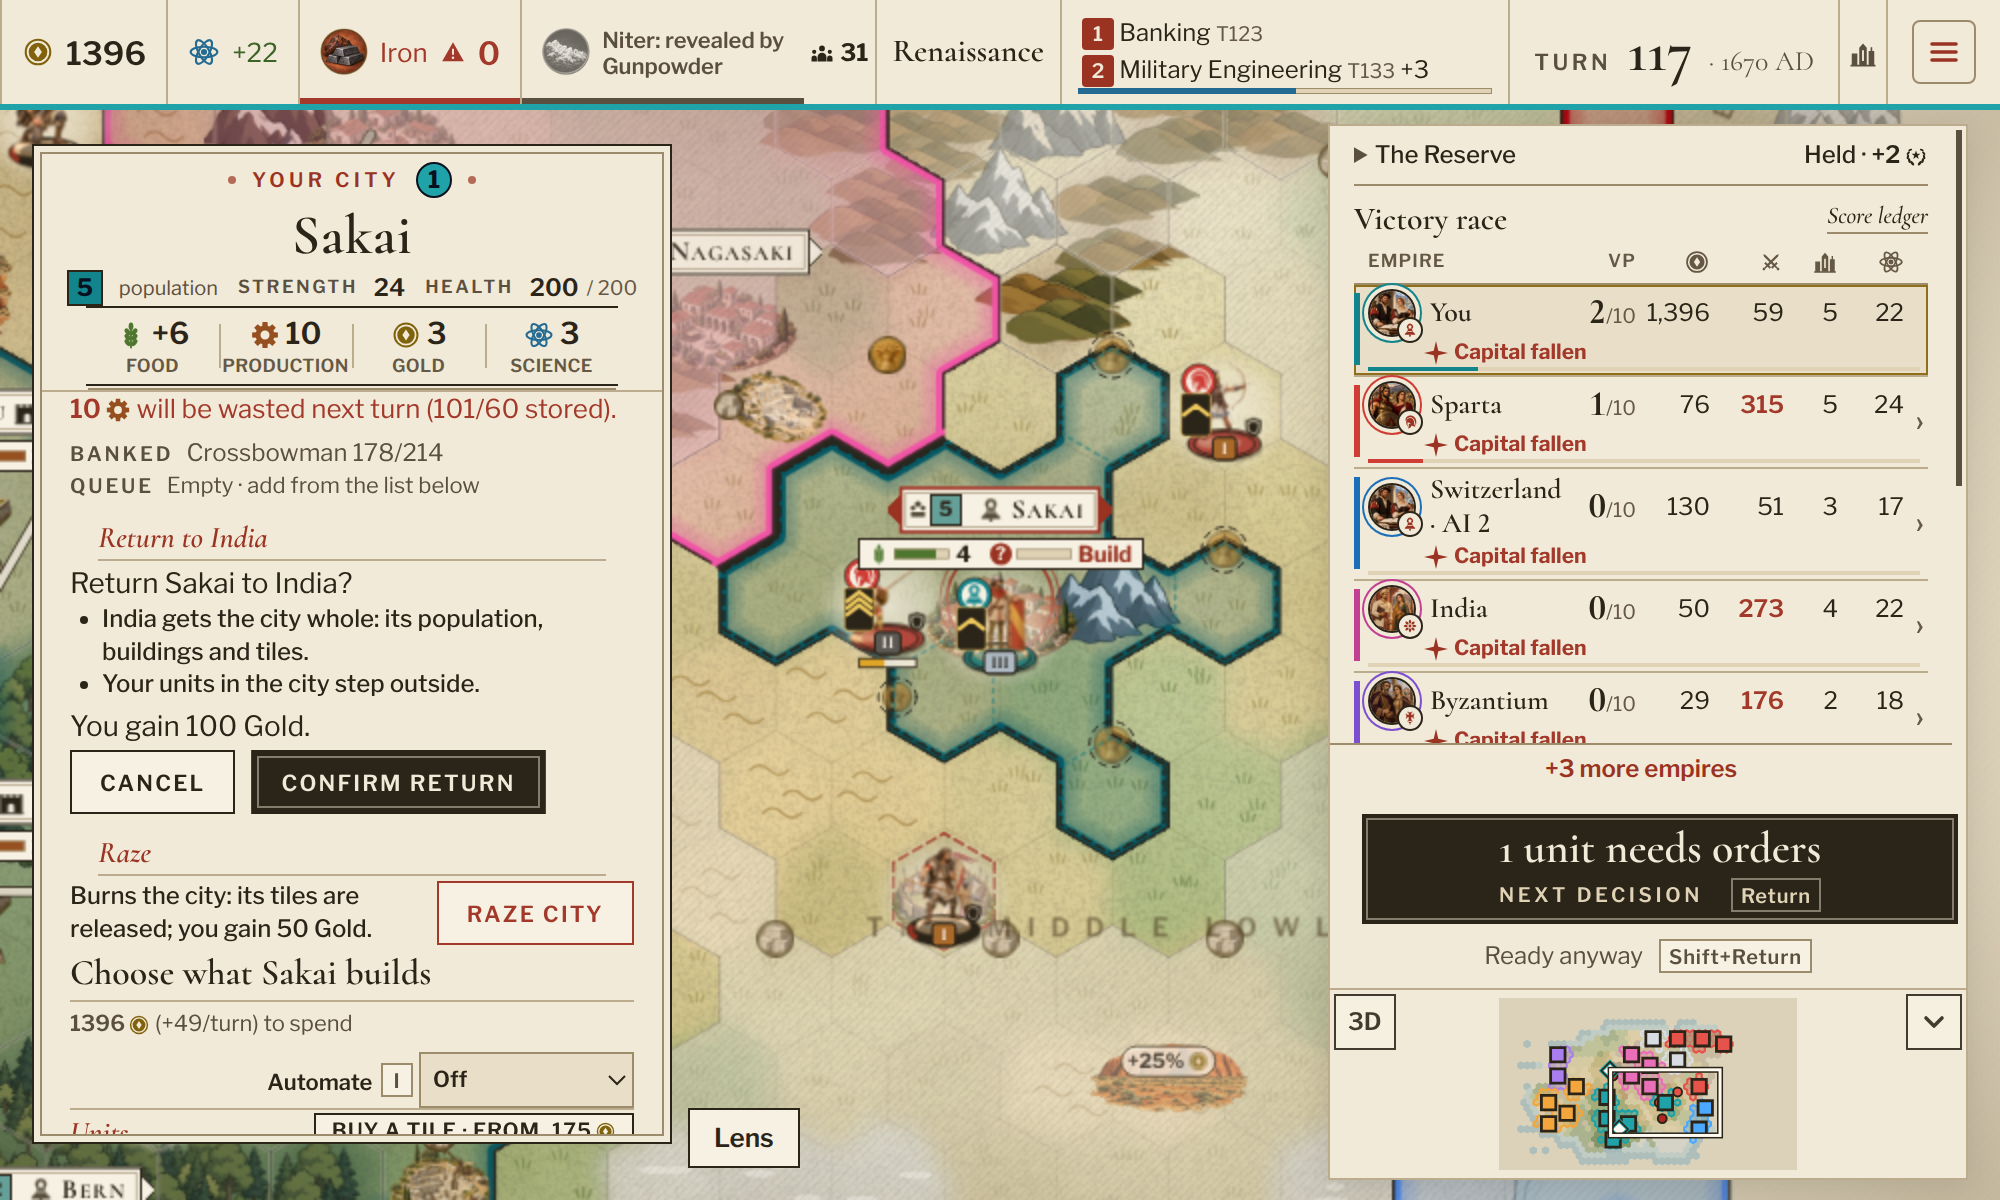 1396
+22
Iron 0
Niter: revealed by
Gunpowder
31
Renaissance
1 Banking T123
2 Military Engineering T133 +3
TURN 117 · 1670 AD
YOUR CITY 1
Sakai
5 population STRENGTH 24 HEALTH 200 / 200
+6 10 3 3
FOOD PRODUCTION GOLD SCIENCE
10 will be wasted next turn (101/60 stored).
BANKED Crossbowman 178/214
QUEUE Empty · add from the list below
Return to India
Return Sakai to India?
• India gets the city whole: its population,
buildings and tiles.
• Your units in the city step outside.
You gain 100 Gold.
CANCEL CONFIRM RETURN
Raze
Burns the city: its tiles are
released; you gain 50 Gold.
RAZE CITY
Choose what Sakai builds
1396 (+49/turn) to spend
Automate I Off
Units
BUY A TILE · FROM 175
NAGASAKI
5 SAKAI
4 ? Build
I
II
III
I
THE MIDDLE LOWL
+25%
Lens
BERN
The Reserve Held · +2
Victory race Score ledger
EMPIRE VP
You 2/10 1,396 59 5 22
Capital fallen
Sparta 1/10 76 315 5 24
Capital fallen
Switzerland
· AI 2 0/10 130 51 3 17
Capital fallen
India 0/10 50 273 4 22
Capital fallen
Byzantium 0/10 29 176 2 18
Capital fallen
+3 more empires
1 unit needs orders
NEXT DECISION Return
Ready anyway Shift+Return
3D